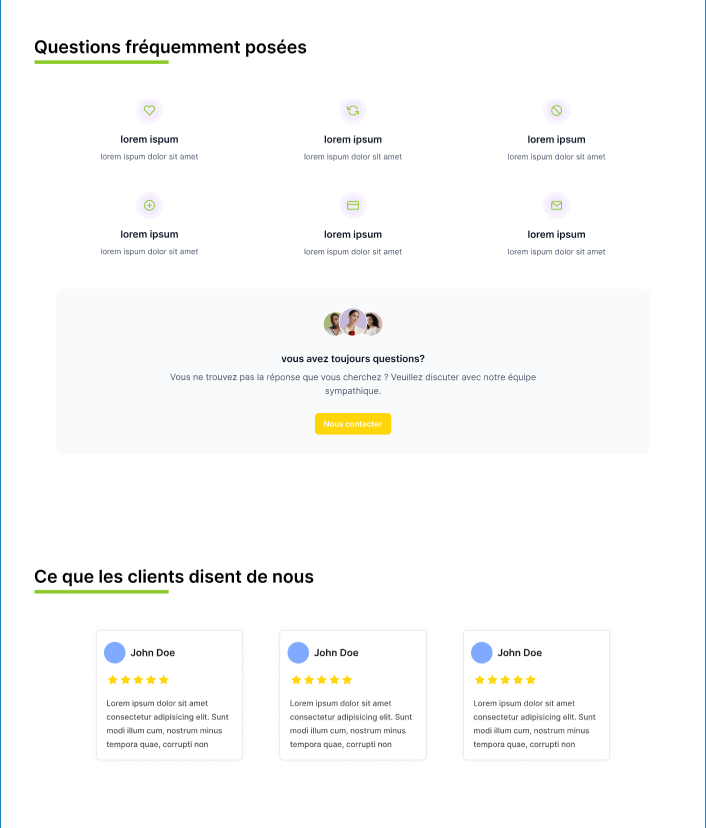 Questions fréquemment posées
lorem ispum
lorem ipsum
lorem ipsum
lorem ispum dolor sit amet
lorem ipsum dolor sit amet
lorem ipsum dolor sit amet
lorem ipsum
lorem ipsum
lorem ipsum
lorem ipsum dolor sit amet
lorem ipsum dolor sit amet
lorem ipsum dolor sit amet
vous avez toujours questions?
Vous ne trouvez pas la réponse que vous cherchez ? Veuillez discuter avec notre équipe
sympathique.
Nous contacter
Ce que les clients disent de nous
John Doe
Lorem ipsum dolor sit amet
consectetur adipisicing elit. Sunt
modi illum cum, nostrum minus
tempora quae, corrupti non
John Doe
Lorem ipsum dolor sit amet
consectetur adipisicing elit. Sunt
modi illum cum, nostrum minus
tempora quae, corrupti non
John Doe
Lorem ipsum dolor sit amet
consectetur adipisicing elit. Sunt
modi illum cum, nostrum minus
tempora quae, corrupti non